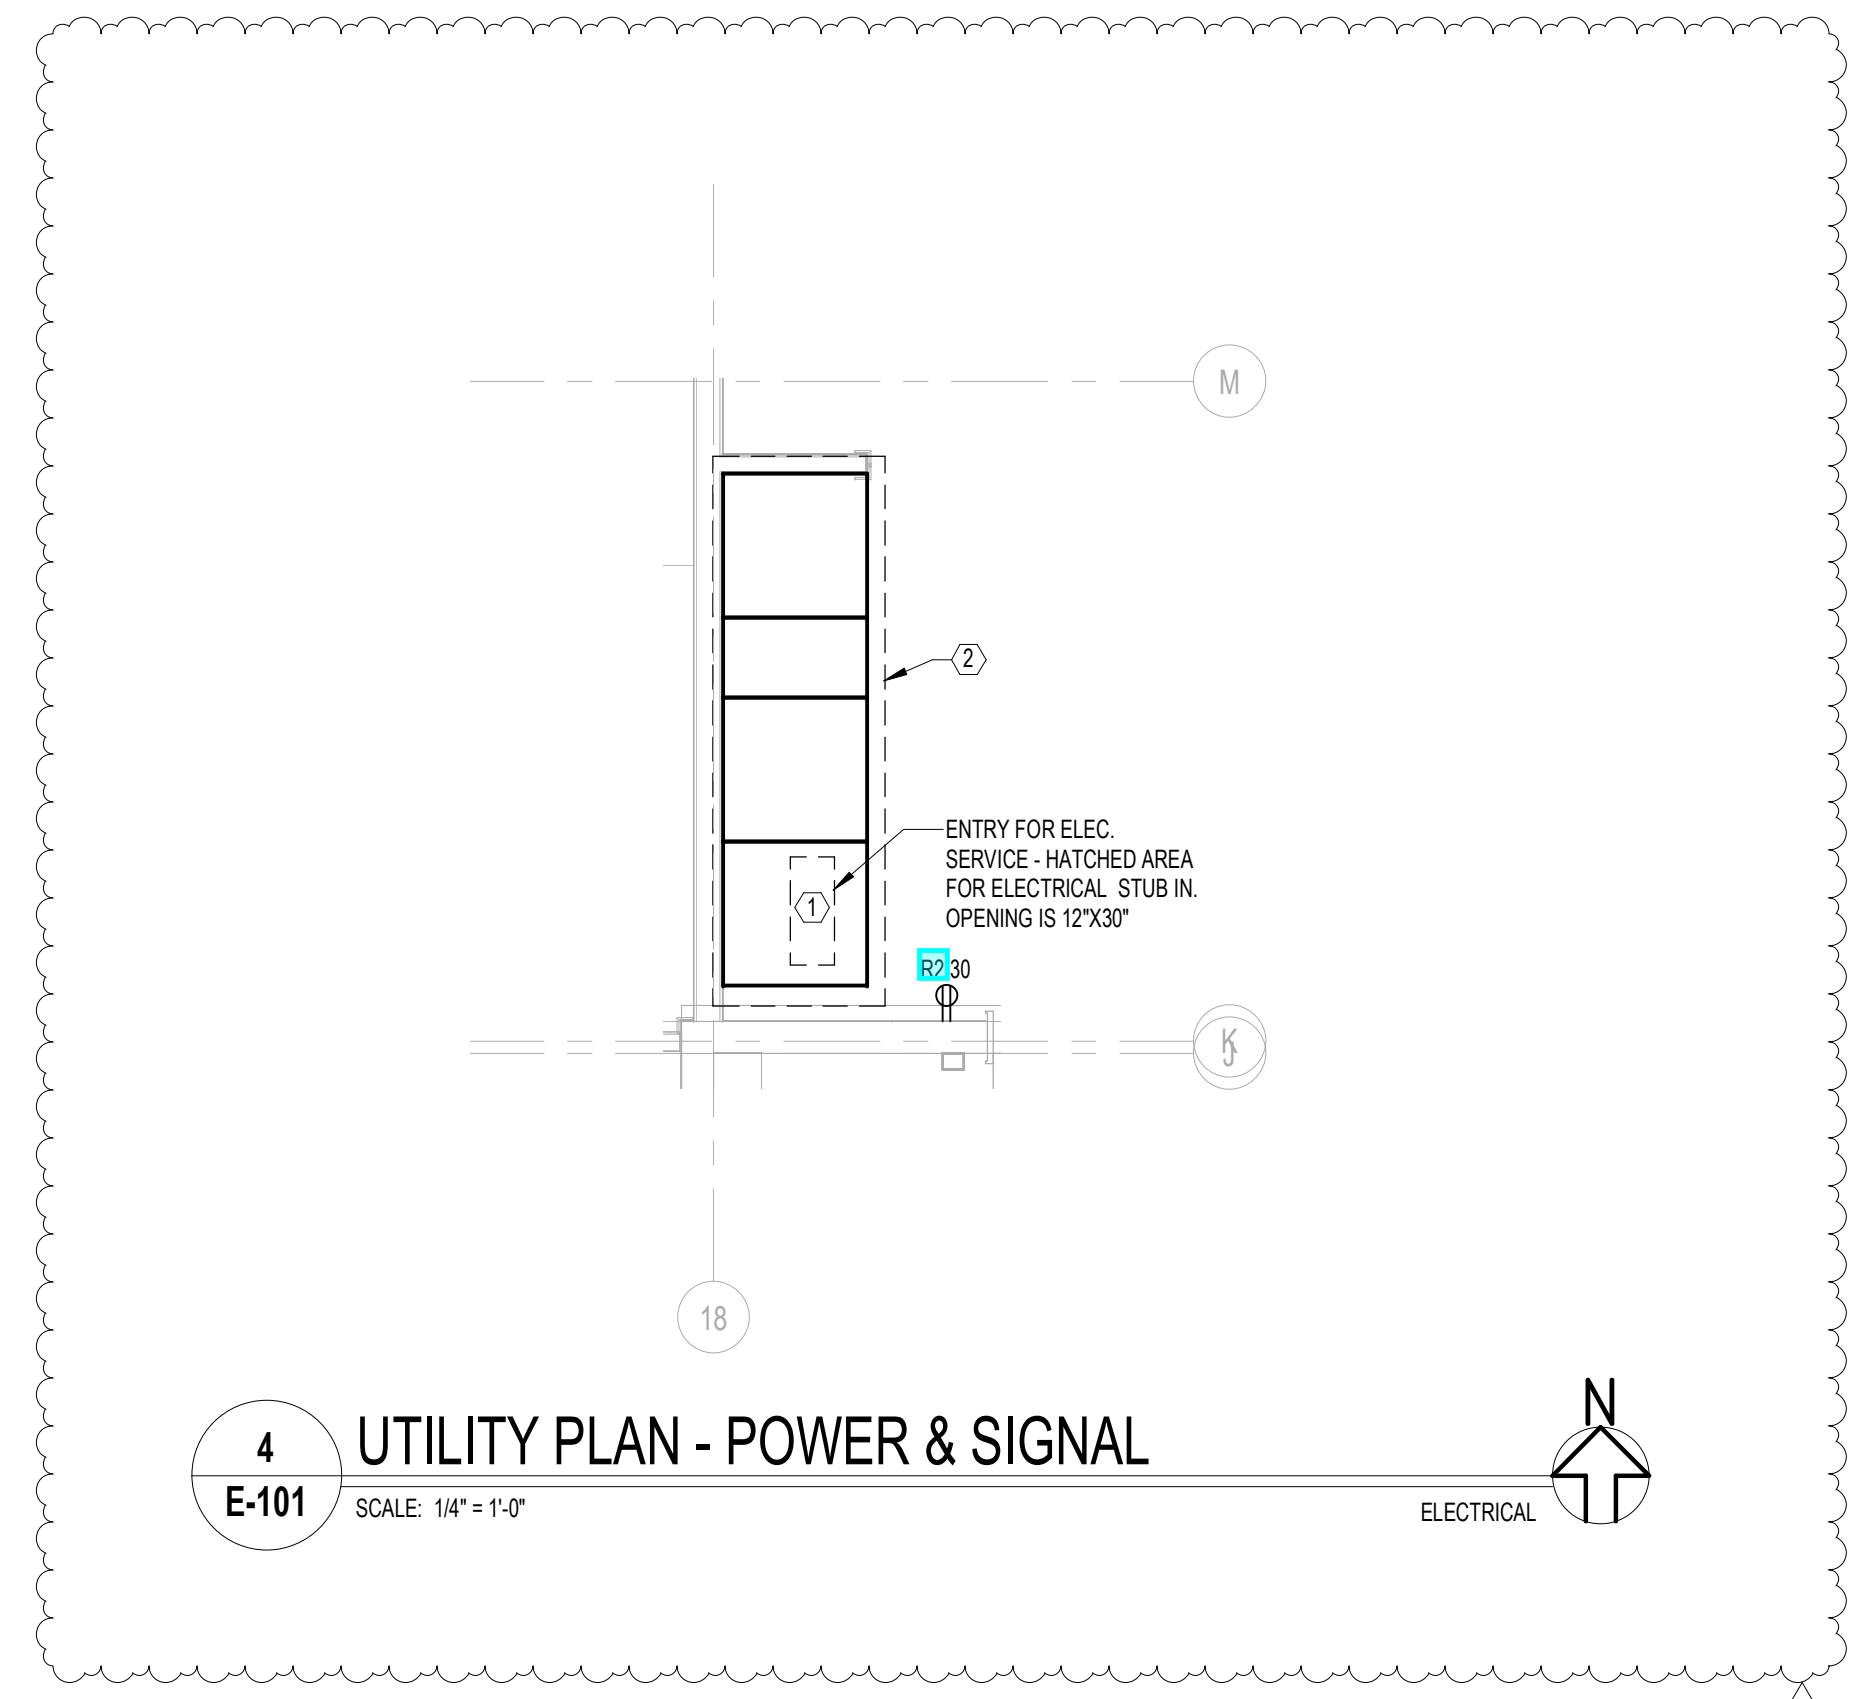 M
2
ENTRY FOR ELEC.
SERVICE - HATCHED AREA
FOR ELECTRICAL STUB IN.
OPENING IS 12"X30"
1
R2 30
K
J
18
N
4
UTILITY PLAN - POWER & SIGNAL
E-101
SCALE: 1/4" = 1'-0"
ELECTRICAL